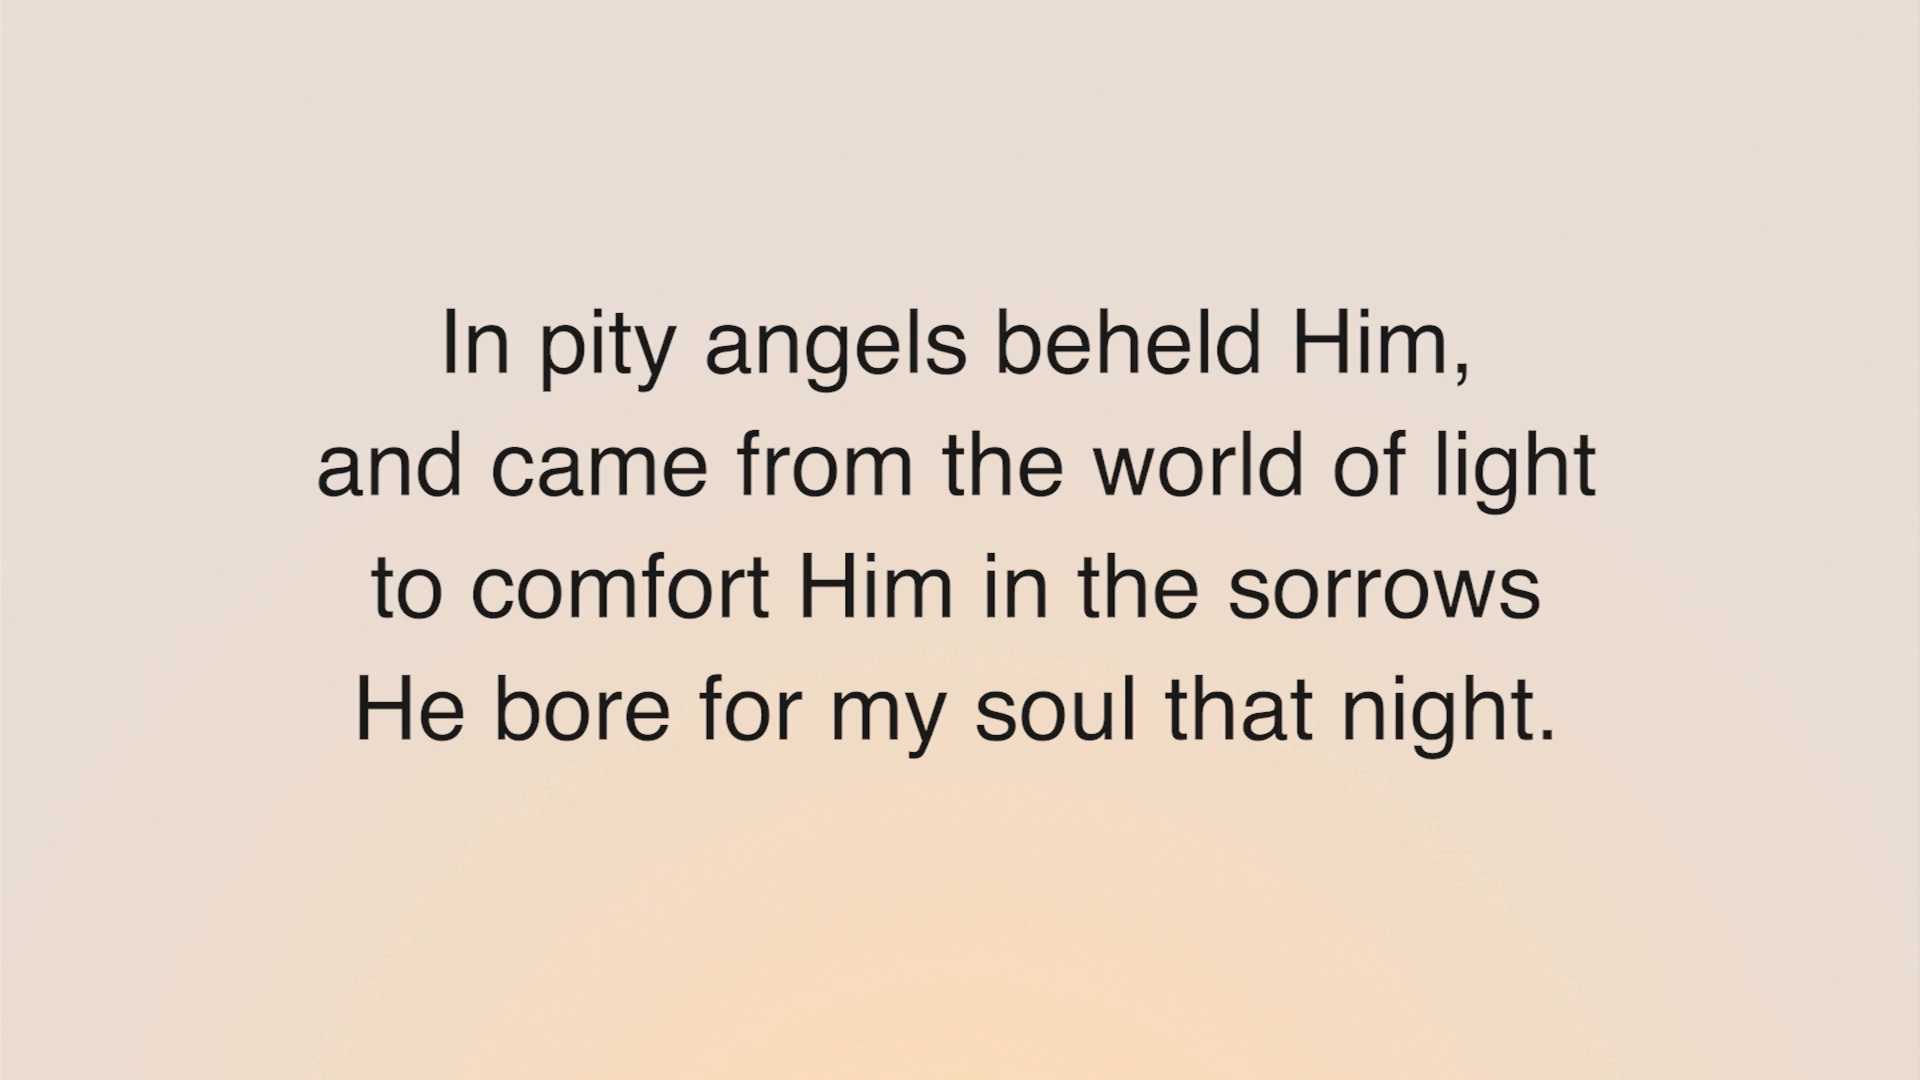 In pity angels beheld Him,
and came from the world of light
to comfort Him in the sorrows
He bore for my soul that night.